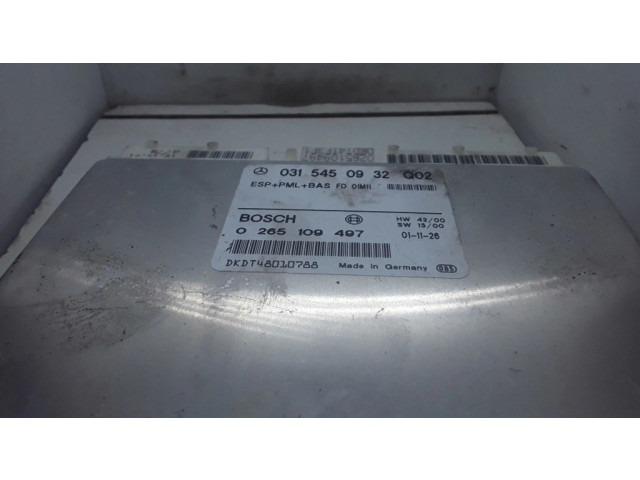 031 545 09 32 Q02
ESP+PML+BAS FD 01M11
BOSCH
HW 42/00
SW 15/00
0 265 109 497
01-11-26
DKDT48010788
Made in Germany